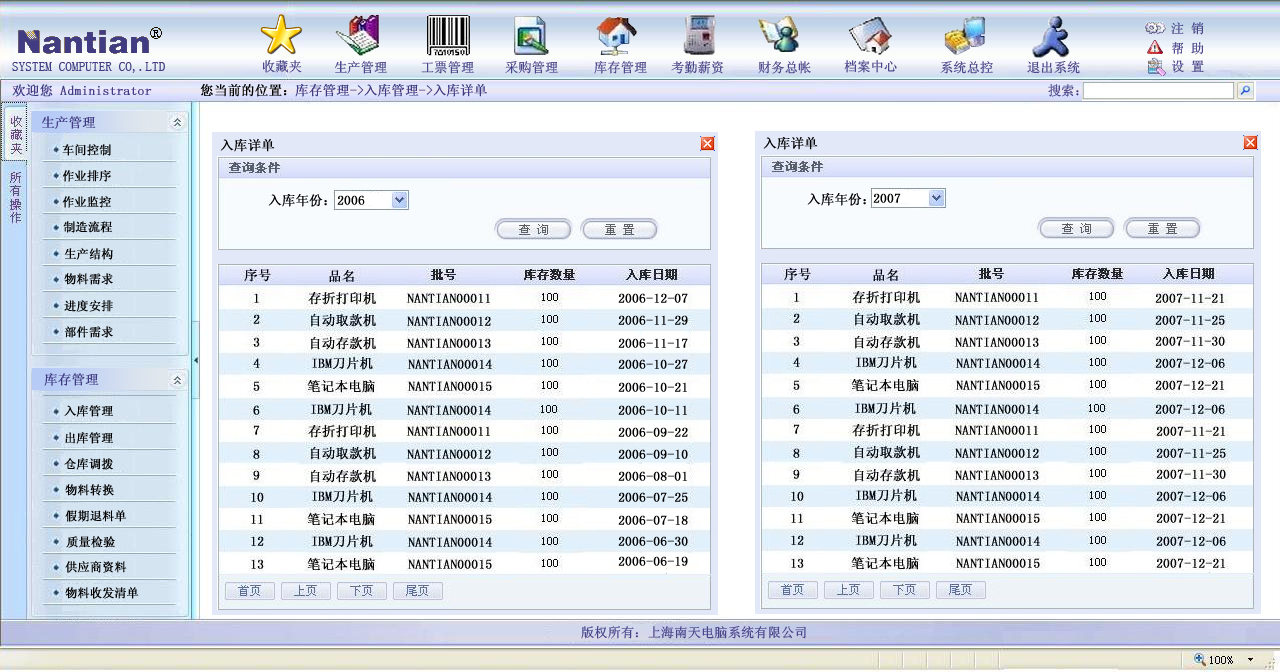 Nantian®
SYSTEM COMPUTER CO,.LTD
收藏夹 生产管理 工票管理 采购管理 库存管理 考勤薪资 财务总帐 档案中心 系统总控 退出系统
注 销
帮 助
设 置
欢迎您 Administrator
您当前的位置: 库存管理->入库管理->入库详单
搜索:
收藏夹
所有操作
生产管理
车间控制
作业排序
作业监控
制造流程
生产结构
物料需求
进度安排
部件需求
库存管理
入库管理
出库管理
仓库调拨
物料转换
假期退料单
质量检验
供应商资料
物料收发清单
入库详单
查询条件
入库年份: 2006
查 询 重 置
序号 品名 批号 库存数量 入库日期
1 存折打印机 NANTIAN00011 100 2006-12-07
2 自动取款机 NANTIAN00012 100 2006-11-29
3 自动存款机 NANTIAN00013 100 2006-11-17
4 IBM刀片机 NANTIAN00014 100 2006-10-27
5 笔记本电脑 NANTIAN00015 100 2006-10-21
6 IBM刀片机 NANTIAN00014 100 2006-10-11
7 存折打印机 NANTIAN00011 100 2006-09-22
8 自动取款机 NANTIAN00012 100 2006-09-10
9 自动存款机 NANTIAN00013 100 2006-08-01
10 IBM刀片机 NANTIAN00014 100 2006-07-25
11 笔记本电脑 NANTIAN00015 100 2006-07-18
12 IBM刀片机 NANTIAN00014 100 2006-06-30
13 笔记本电脑 NANTIAN00015 100 2006-06-19
首页 上页 下页 尾页
入库详单
查询条件
入库年份: 2007
查 询 重 置
序号 品名 批号 库存数量 入库日期
1 存折打印机 NANTIAN00011 100 2007-11-21
2 自动取款机 NANTIAN00012 100 2007-11-25
3 自动存款机 NANTIAN00013 100 2007-11-30
4 IBM刀片机 NANTIAN00014 100 2007-12-06
5 笔记本电脑 NANTIAN00015 100 2007-12-21
6 IBM刀片机 NANTIAN00014 100 2007-12-06
7 存折打印机 NANTIAN00011 100 2007-11-21
8 自动取款机 NANTIAN00012 100 2007-11-25
9 自动存款机 NANTIAN00013 100 2007-11-30
10 IBM刀片机 NANTIAN00014 100 2007-12-06
11 笔记本电脑 NANTIAN00015 100 2007-12-21
12 IBM刀片机 NANTIAN00014 100 2007-12-06
13 笔记本电脑 NANTIAN00015 100 2007-12-21
首页 上页 下页 尾页
版权所有: 上海南天电脑系统有限公司
100%